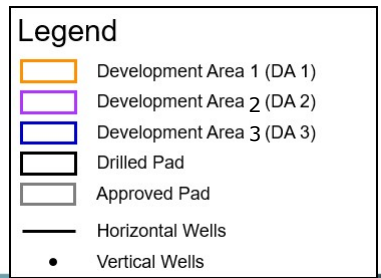 Legend
Development Area 1 (DA 1)
Development Area 2 (DA 2)
Development Area 3 (DA 3)
Drilled Pad
Approved Pad
Horizontal Wells
Vertical Wells